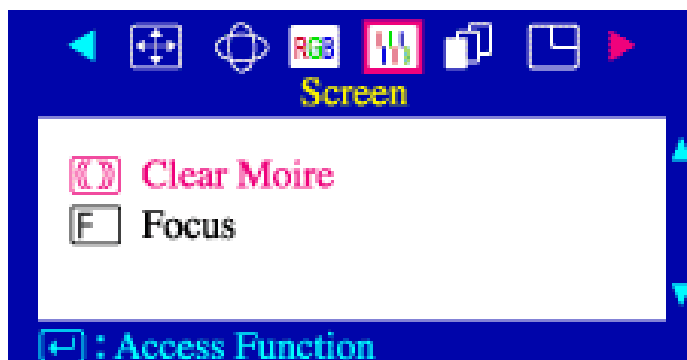 RGB
Screen
Clear Moire
F Focus
: Access Function